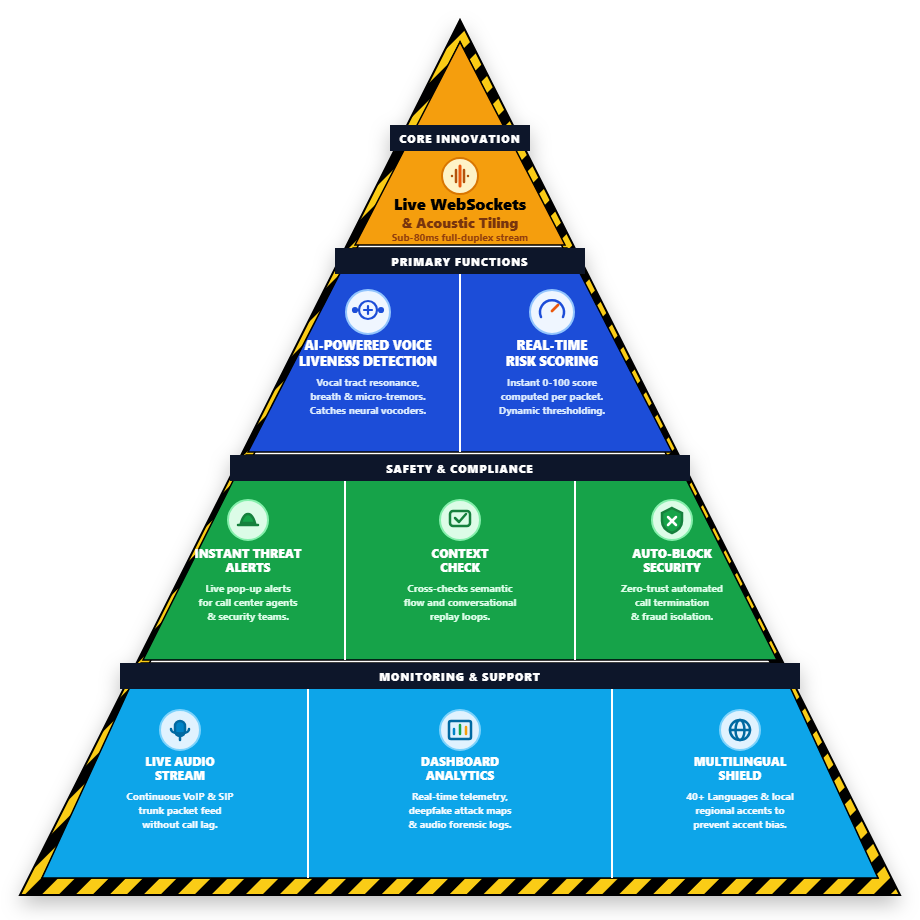 CORE INNOVATION
Live WebSockets
& Acoustic Tiling
Sub-80ms full-duplex stream
PRIMARY FUNCTIONS
AI-POWERED VOICE
LIVENESS DETECTION
Vocal tract resonance,
breath & micro-tremors.
Catches neural vocoders.
REAL-TIME
RISK SCORING
Instant 0-100 score
computed per packet.
Dynamic thresholding.
SAFETY & COMPLIANCE
INSTANT THREAT
ALERTS
Live pop-up alerts
for call center agents
& security teams.
CONTEXT
CHECK
Cross-checks semantic
flow and conversational
replay loops.
AUTO-BLOCK
SECURITY
Zero-trust automated
call termination
& fraud isolation.
MONITORING & SUPPORT
LIVE AUDIO
STREAM
Continuous VoIP & SIP
trunk packet feed
without call lag.
DASHBOARD
ANALYTICS
Real-time telemetry,
deepfake attack maps
& audio forensic logs.
MULTILINGUAL
SHIELD
40+ Languages & local
regional accents to
prevent accent bias.